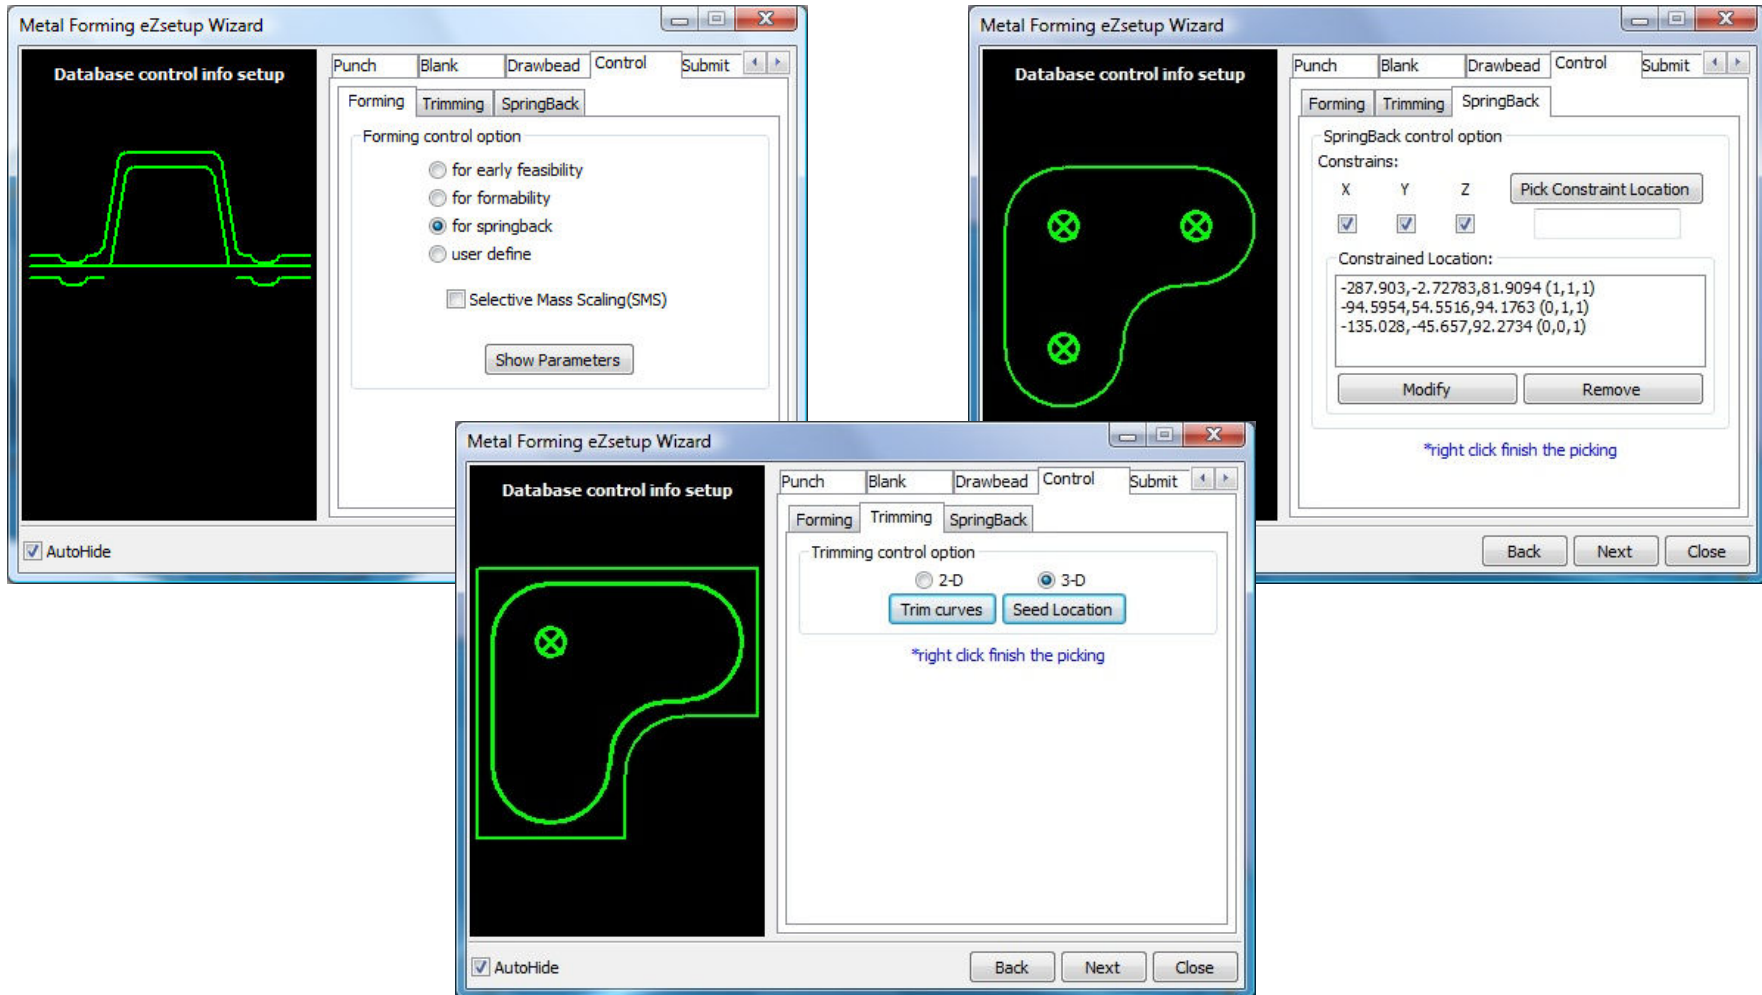 Metal Forming eZsetup Wizard
Database control info setup
Punch Blank Drawbead Control Submit
Forming Trimming SpringBack
Forming control option
for early feasibility
for formability
for springback
user define
Selective Mass Scaling(SMS)
Show Parameters
AutoHide
Metal Forming eZsetup Wizard
Database control info setup
Punch Blank Drawbead Control Submit
Forming Trimming SpringBack
SpringBack control option
Constrains:
X Y Z Pick Constraint Location
Constrained Location:
-287.903,-2.72783,81.9094 (1,1,1)
-94.5954,54.5516,94.1763 (0,1,1)
-135.028,-45.657,92.2734 (0,0,1)
Modify Remove
*right click finish the picking
Back Next Close
Metal Forming eZsetup Wizard
Database control info setup
Punch Blank Drawbead Control Submit
Forming Trimming SpringBack
Trimming control option
2-D 3-D
Trim curves Seed Location
*right click finish the picking
AutoHide
Back Next Close